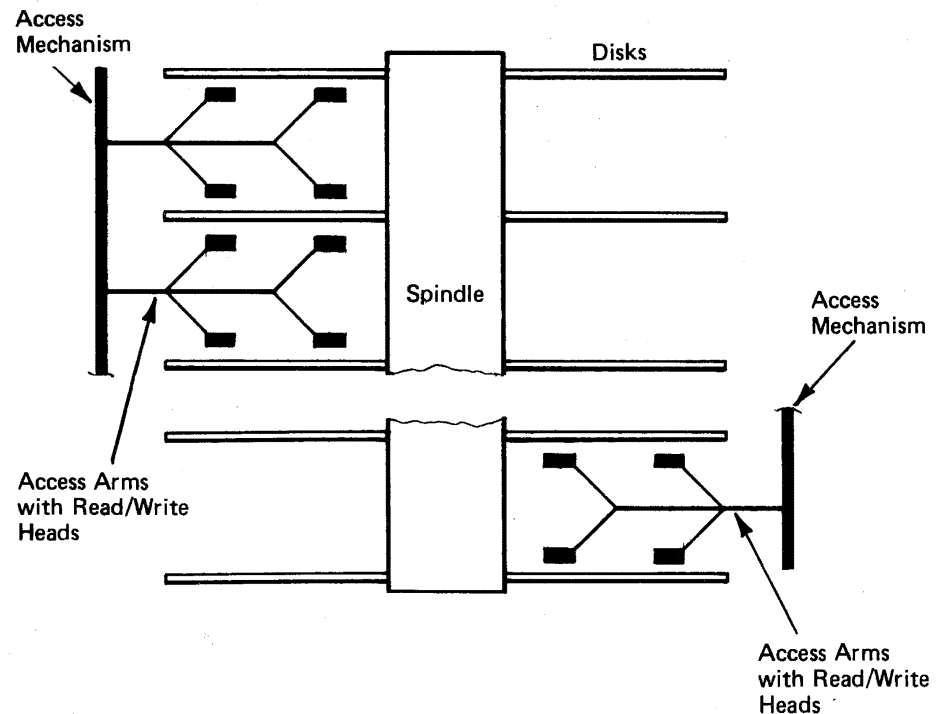 Access
Mechanism
Disks
Spindle
Access
Mechanism
Access Arms
with Read/Write
Heads
Access Arms
with Read/Write
Heads